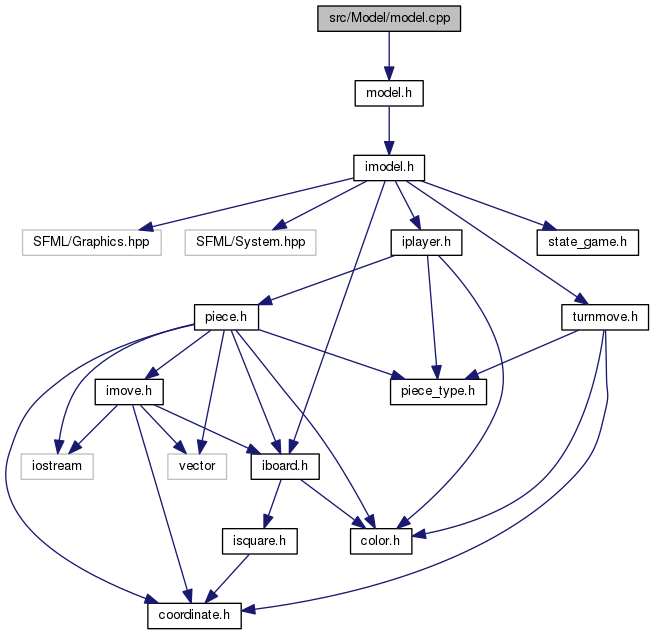 src/Model/model.cpp
model.h
imodel.h
SFML/Graphics.hpp
SFML/System.hpp
iplayer.h
state_game.h
piece.h
turnmove.h
imove.h
piece_type.h
iostream
vector
iboard.h
isquare.h
color.h
coordinate.h